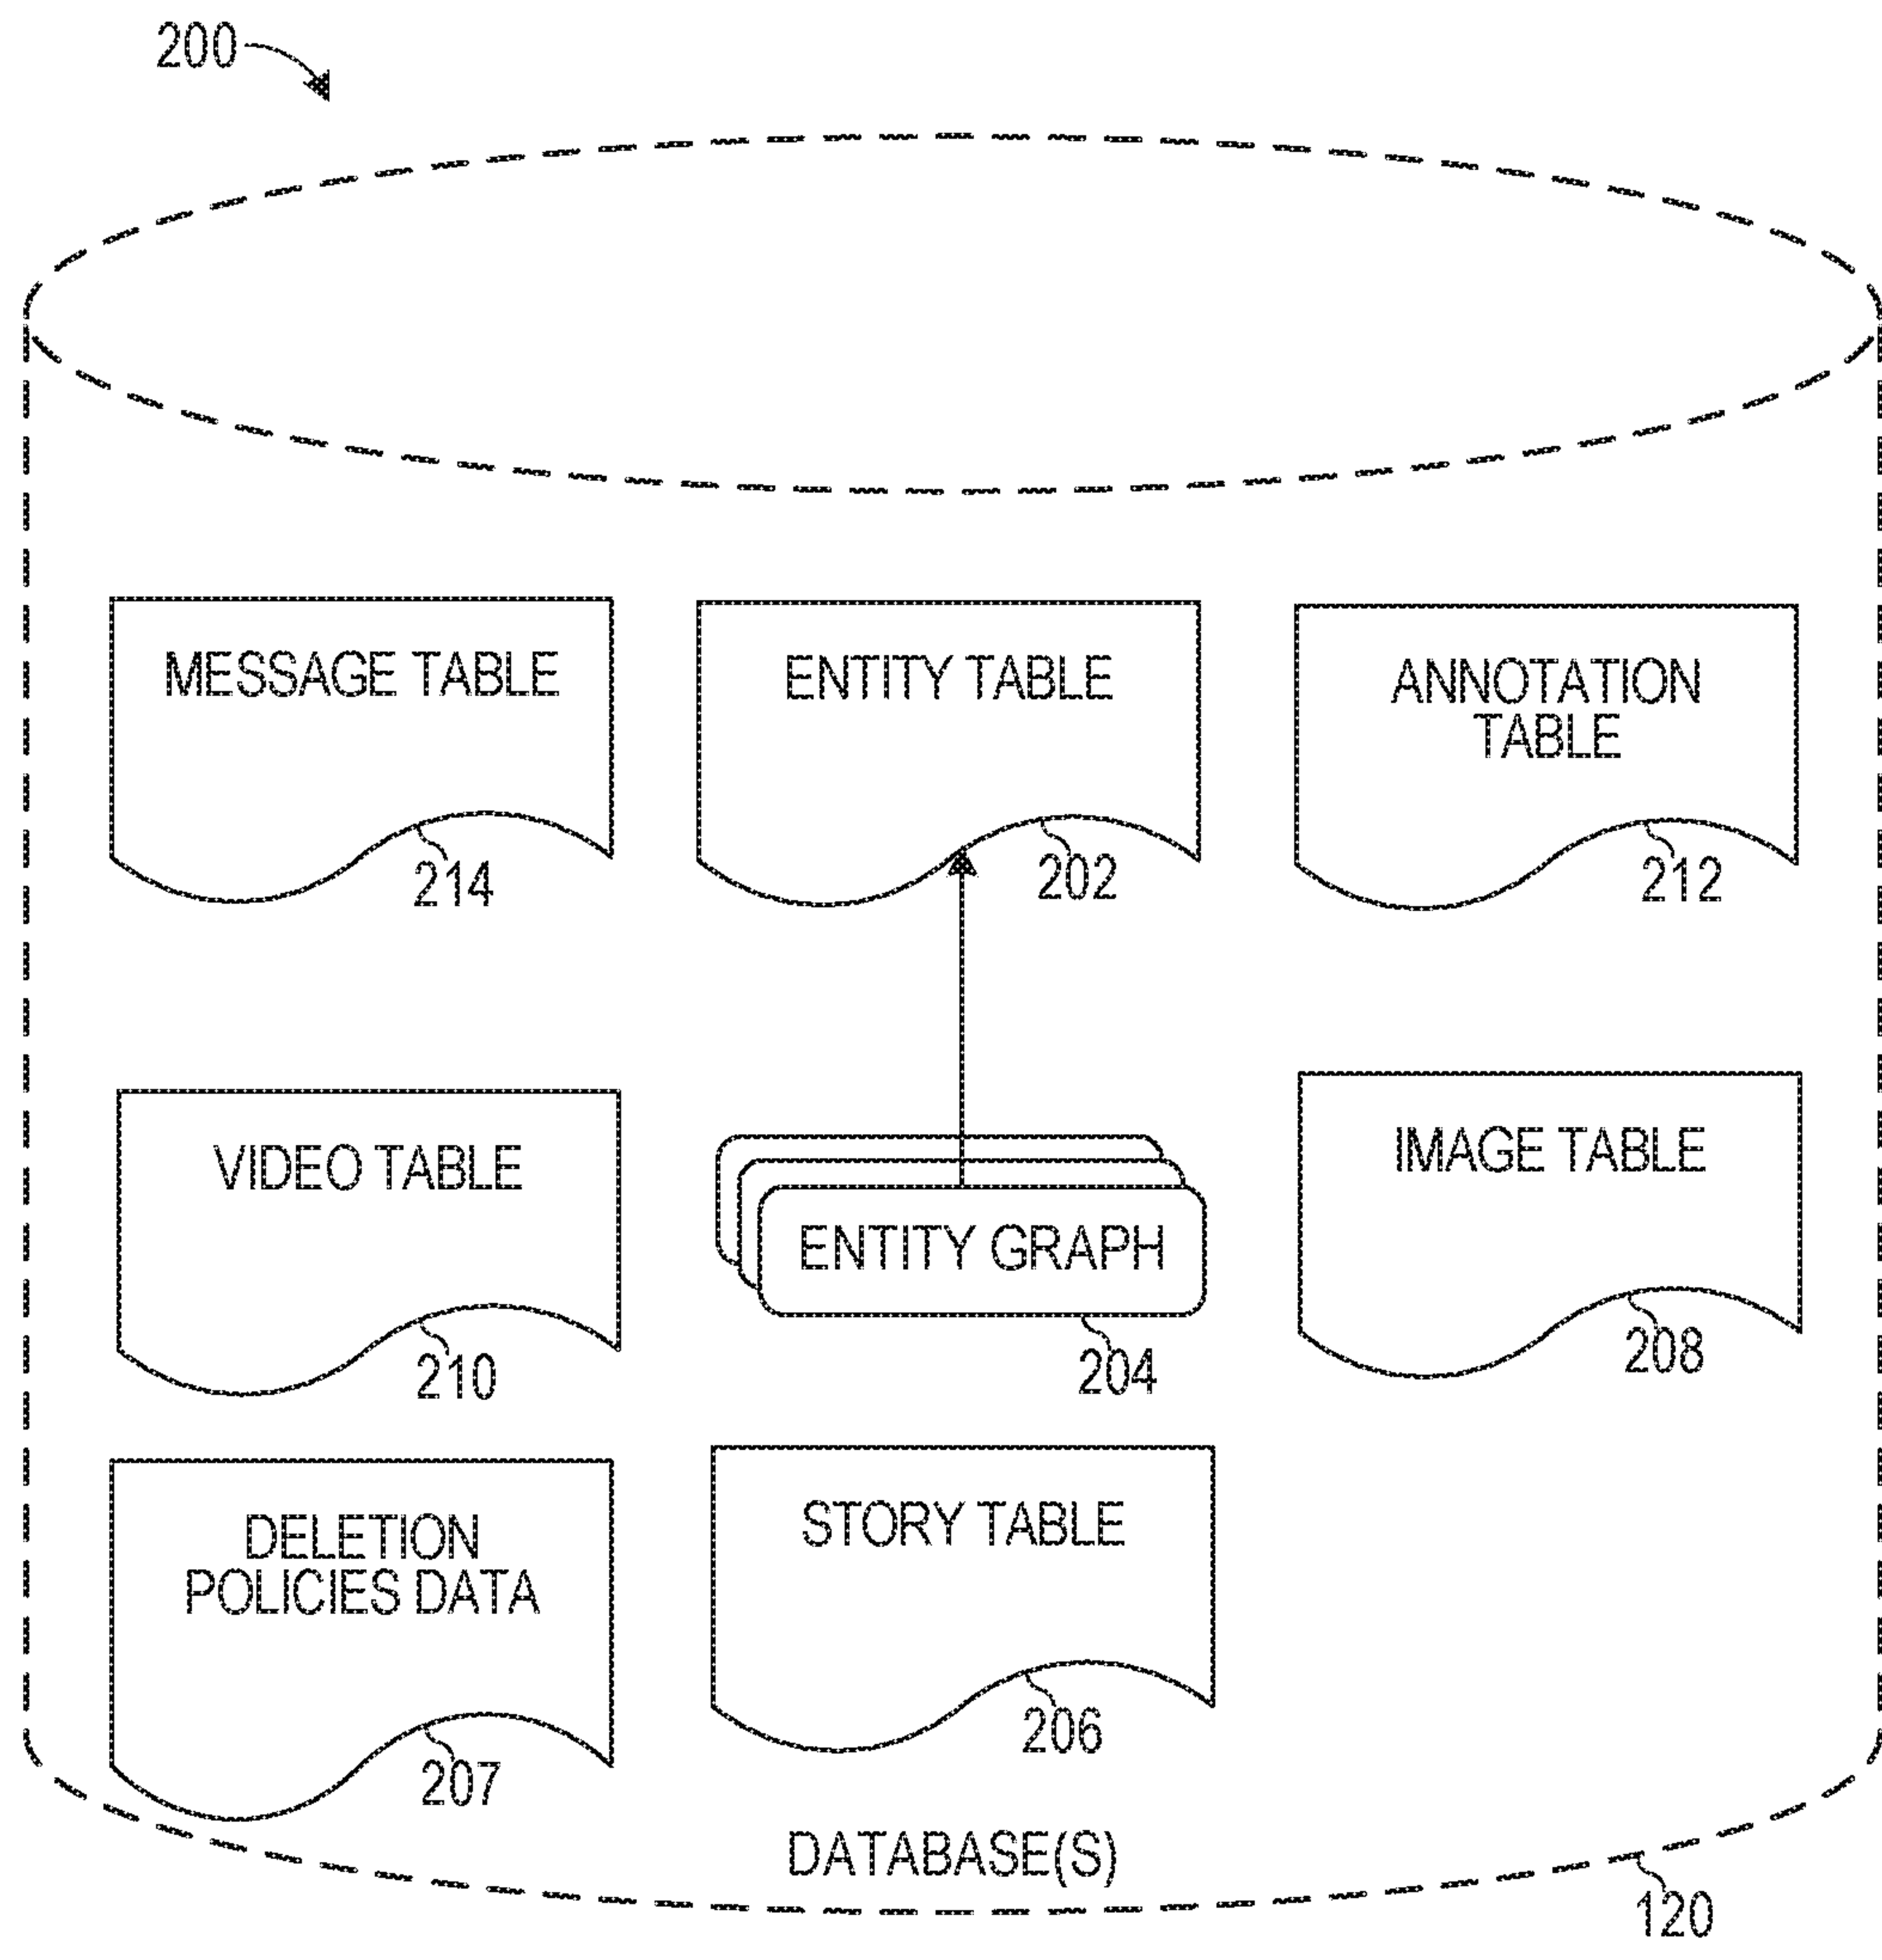 200
MESSAGE TABLE
214
ENTITY TABLE
202
ANNOTATION
TABLE
212
VIDEO TABLE
210
ENTITY GRAPH
204
IMAGE TABLE
208
DELETION
POLICIES DATA
207
STORY TABLE
206
DATABASE(S)
120